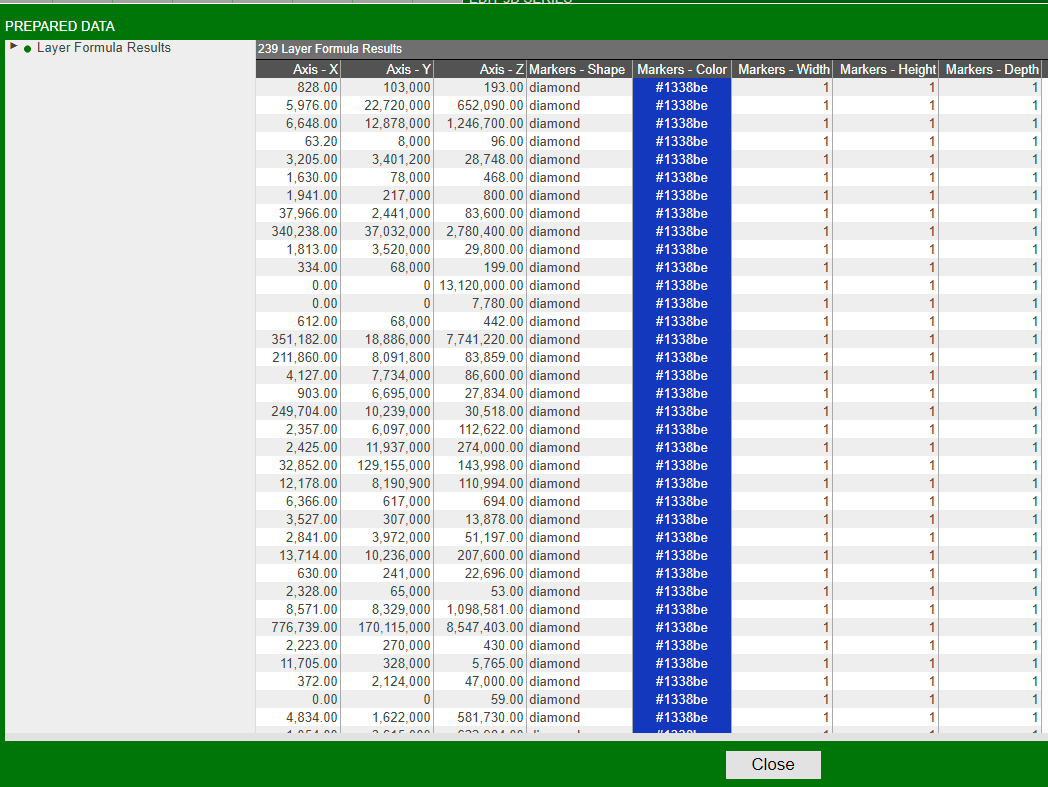 EDIT 3D SERIES
PREPARED DATA
Layer Formula Results
239 Layer Formula Results
Axis - X Axis - Y Axis - Z Markers - Shape Markers - Color Markers - Width Markers - Height Markers - Depth
828.00 103,000 193.00 diamond #1338be 1 1 1
5,976.00 22,720,000 652,090.00 diamond #1338be 1 1 1
6,648.00 12,878,000 1,246,700.00 diamond #1338be 1 1 1
63.20 8,000 96.00 diamond #1338be 1 1 1
3,205.00 3,401,200 28,748.00 diamond #1338be 1 1 1
1,630.00 78,000 468.00 diamond #1338be 1 1 1
1,941.00 217,000 800.00 diamond #1338be 1 1 1
37,966.00 2,441,000 83,600.00 diamond #1338be 1 1 1
340,238.00 37,032,000 2,780,400.00 diamond #1338be 1 1 1
1,813.00 3,520,000 29,800.00 diamond #1338be 1 1 1
334.00 68,000 199.00 diamond #1338be 1 1 1
0.00 0 13,120,000.00 diamond #1338be 1 1 1
0.00 0 7,780.00 diamond #1338be 1 1 1
612.00 68,000 442.00 diamond #1338be 1 1 1
351,182.00 18,886,000 7,741,220.00 diamond #1338be 1 1 1
211,860.00 8,091,800 83,859.00 diamond #1338be 1 1 1
4,127.00 7,734,000 86,600.00 diamond #1338be 1 1 1
903.00 6,695,000 27,834.00 diamond #1338be 1 1 1
249,704.00 10,239,000 30,518.00 diamond #1338be 1 1 1
2,357.00 6,097,000 112,622.00 diamond #1338be 1 1 1
2,425.00 11,937,000 274,000.00 diamond #1338be 1 1 1
32,852.00 129,155,000 143,998.00 diamond #1338be 1 1 1
12,178.00 8,190,900 110,994.00 diamond #1338be 1 1 1
6,366.00 617,000 694.00 diamond #1338be 1 1 1
3,527.00 307,000 13,878.00 diamond #1338be 1 1 1
2,841.00 3,972,000 51,197.00 diamond #1338be 1 1 1
13,714.00 10,236,000 207,600.00 diamond #1338be 1 1 1
630.00 241,000 22,696.00 diamond #1338be 1 1 1
2,328.00 65,000 53.00 diamond #1338be 1 1 1
8,571.00 8,329,000 1,098,581.00 diamond #1338be 1 1 1
776,739.00 170,115,000 8,547,403.00 diamond #1338be 1 1 1
2,223.00 270,000 430.00 diamond #1338be 1 1 1
11,705.00 328,000 5,765.00 diamond #1338be 1 1 1
372.00 2,124,000 47,000.00 diamond #1338be 1 1 1
0.00 0 59.00 diamond #1338be 1 1 1
4,834.00 1,622,000 581,730.00 diamond #1338be 1 1 1
Close